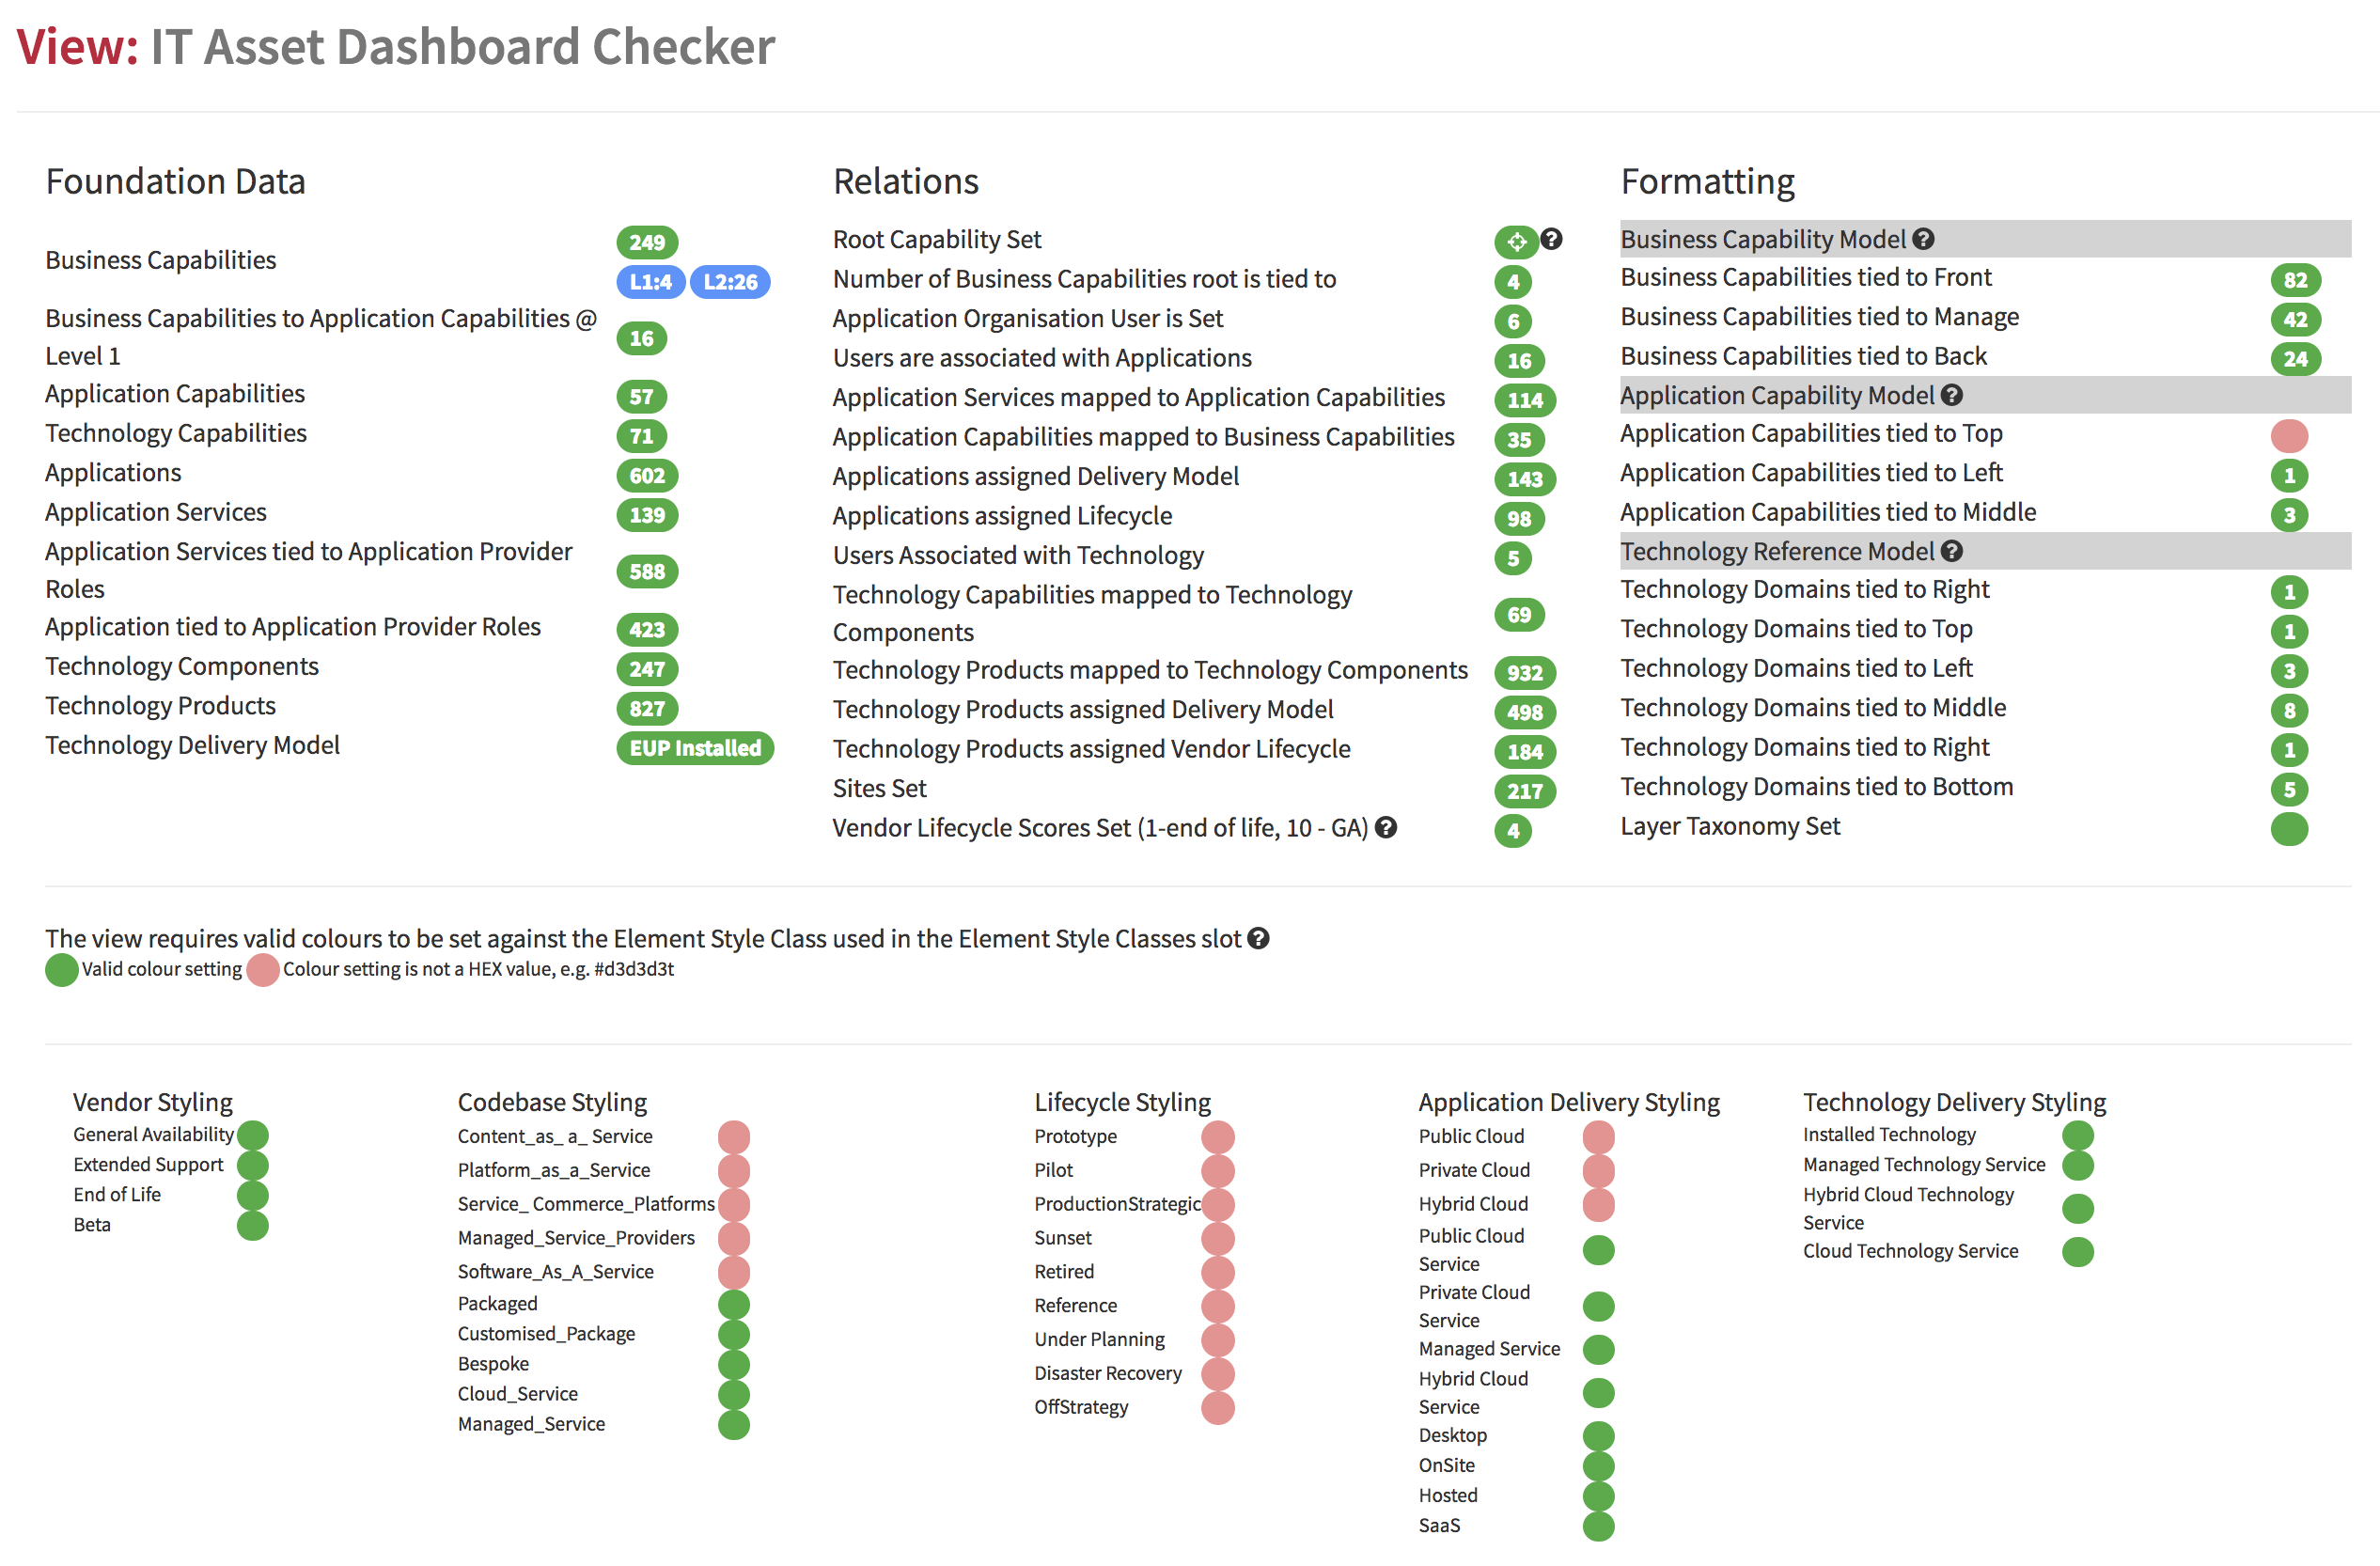 View: IT Asset Dashboard Checker
Foundation Data
Business Capabilities 249
L1:4 L2:26
Business Capabilities to Application Capabilities @
Level 1 16
Application Capabilities 57
Technology Capabilities 71
Applications 602
Application Services 139
Application Services tied to Application Provider
Roles 588
Application tied to Application Provider Roles 423
Technology Components 247
Technology Products 827
Technology Delivery Model EUP Installed
Relations
Root Capability Set ?
Number of Business Capabilities root is tied to 4
Application Organisation User is Set 6
Users are associated with Applications 16
Application Services mapped to Application Capabilities 114
Application Capabilities mapped to Business Capabilities 35
Applications assigned Delivery Model 143
Applications assigned Lifecycle 98
Users Associated with Technology 5
Technology Capabilities mapped to Technology
Components 69
Technology Products mapped to Technology Components 932
Technology Products assigned Delivery Model 498
Technology Products assigned Vendor Lifecycle 184
Sites Set 217
Vendor Lifecycle Scores Set (1-end of life, 10 - GA) ? 4
Formatting
Business Capability Model ?
Business Capabilities tied to Front 82
Business Capabilities tied to Manage 42
Business Capabilities tied to Back 24
Application Capability Model ?
Application Capabilities tied to Top
Application Capabilities tied to Left 1
Application Capabilities tied to Middle 3
Technology Reference Model ?
Technology Domains tied to Right 1
Technology Domains tied to Top 1
Technology Domains tied to Left 3
Technology Domains tied to Middle 8
Technology Domains tied to Right 1
Technology Domains tied to Bottom 5
Layer Taxonomy Set
The view requires valid colours to be set against the Element Style Class used in the Element Style Classes slot ?
Valid colour setting Colour setting is not a HEX value, e.g. #d3d3d3t
Vendor Styling
General Availability
Extended Support
End of Life
Beta
Codebase Styling
Content_as_ a_ Service
Platform_as_a_Service
Service_ Commerce_Platforms
Managed_Service_Providers
Software_As_A_Service
Packaged
Customised_Package
Bespoke
Cloud_Service
Managed_Service
Lifecycle Styling
Prototype
Pilot
ProductionStrategic
Sunset
Retired
Reference
Under Planning
Disaster Recovery
OffStrategy
Application Delivery Styling
Public Cloud
Private Cloud
Hybrid Cloud
Public Cloud
Service
Private Cloud
Service
Managed Service
Hybrid Cloud
Service
Desktop
OnSite
Hosted
SaaS
Technology Delivery Styling
Installed Technology
Managed Technology Service
Hybrid Cloud Technology
Service
Cloud Technology Service